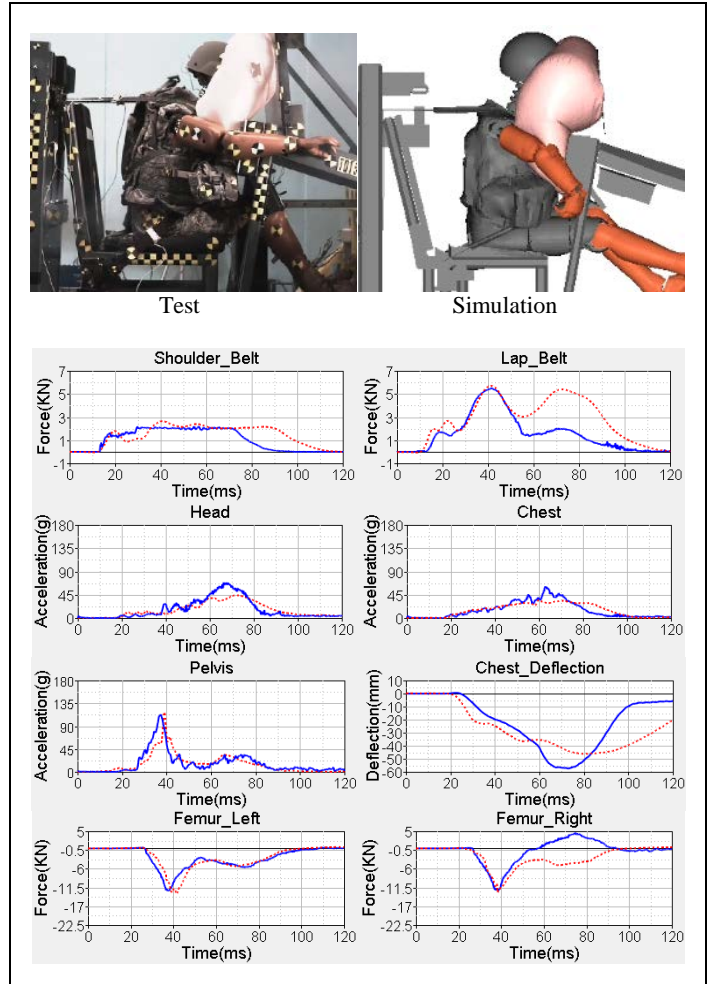 Test Simulation
Shoulder_Belt Lap_Belt
Force(KN) 7 5 3 1 -1
0 20 40 60 80 100 120
Time(ms)
Force(KN) 7 5 3 1 -1
0 20 40 60 80 100 120
Time(ms)
Head Chest
Acceleration(g) 180 135 90 45 0
0 20 40 60 80 100 120
Time(ms)
Acceleration(g) 180 135 90 45 0
0 20 40 60 80 100 120
Time(ms)
Pelvis Chest_Deflection
Acceleration(g) 180 135 90 45 0
0 20 40 60 80 100 120
Time(ms)
Deflection(mm) 10 0 -10 -20 -30 -40 -50 -60
0 20 40 60 80 100 120
Time(ms)
Femur_Left Femur_Right
Force(KN) 5 -0.5 -6 -11.5 -17 -22.5
0 20 40 60 80 100 120
Time(ms)
Force(KN) 5 -0.5 -6 -11.5 -17 -22.5
0 20 40 60 80 100 120
Time(ms)